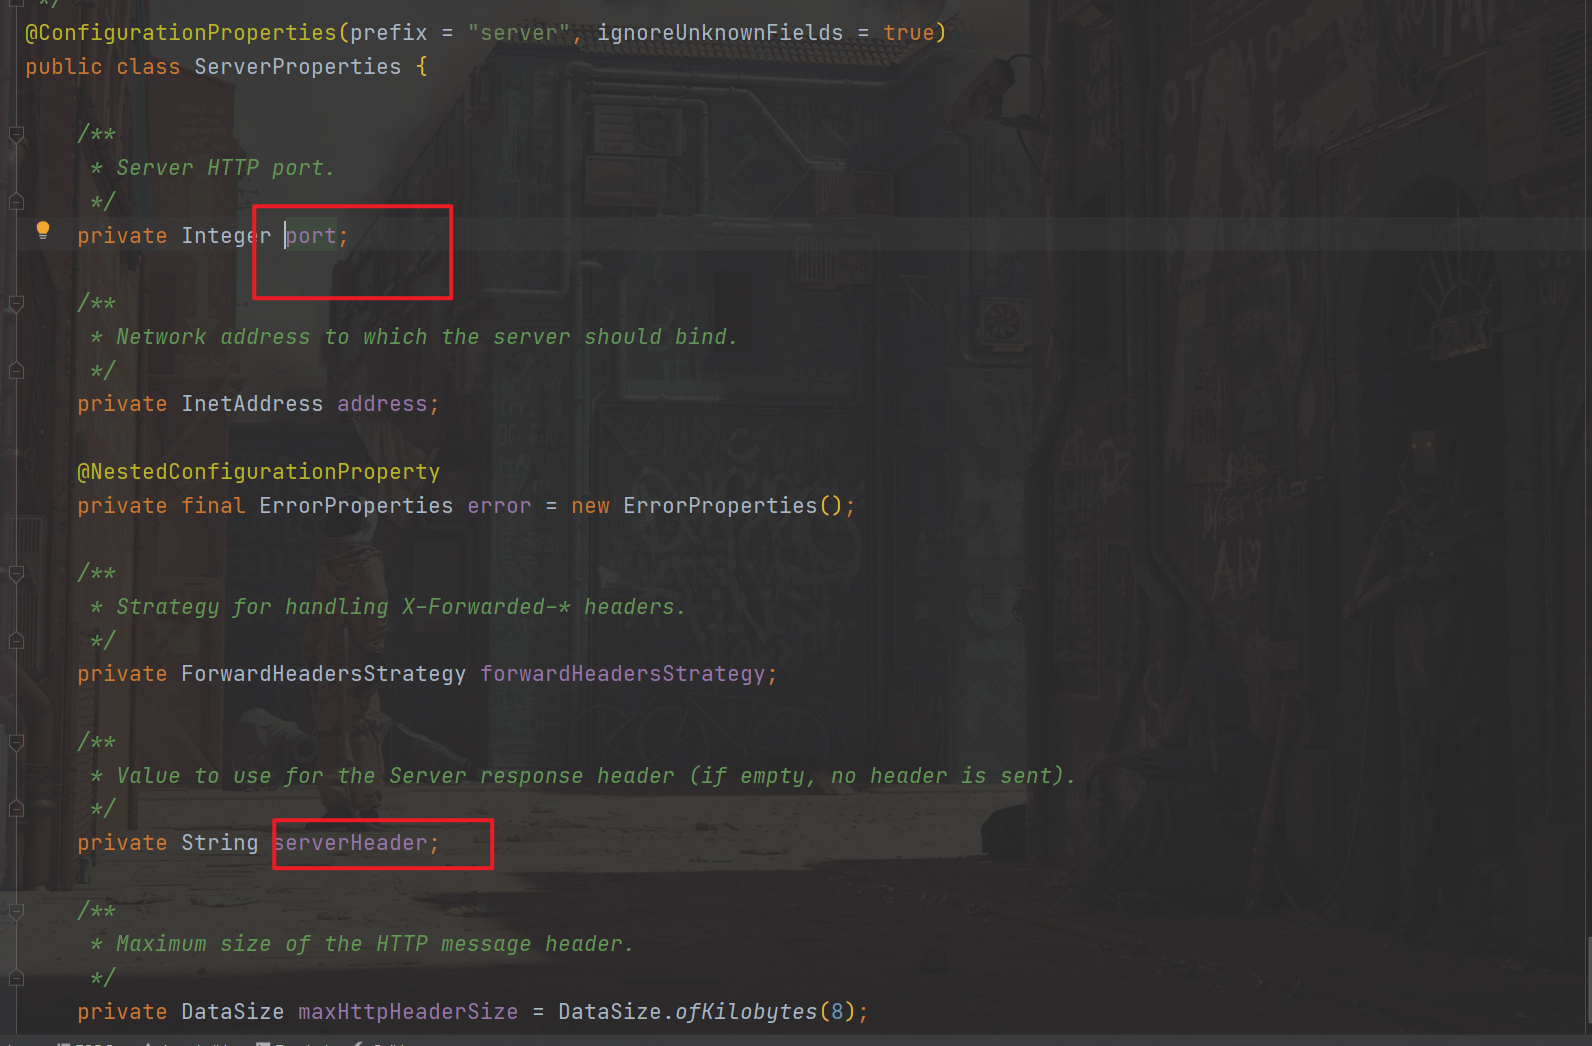 */
@ConfigurationProperties(prefix = "server", ignoreUnknownFields = true)
public class ServerProperties {
/**
* Server HTTP port.
*/
private Integer port;
/**
* Network address to which the server should bind.
*/
private InetAddress address;
@NestedConfigurationProperty
private final ErrorProperties error = new ErrorProperties();
/**
* Strategy for handling X-Forwarded-* headers.
*/
private ForwardHeadersStrategy forwardHeadersStrategy;
/**
* Value to use for the Server response header (if empty, no header is sent).
*/
private String serverHeader;
/**
* Maximum size of the HTTP message header.
*/
private DataSize maxHttpHeaderSize = DataSize.ofKilobytes(8);